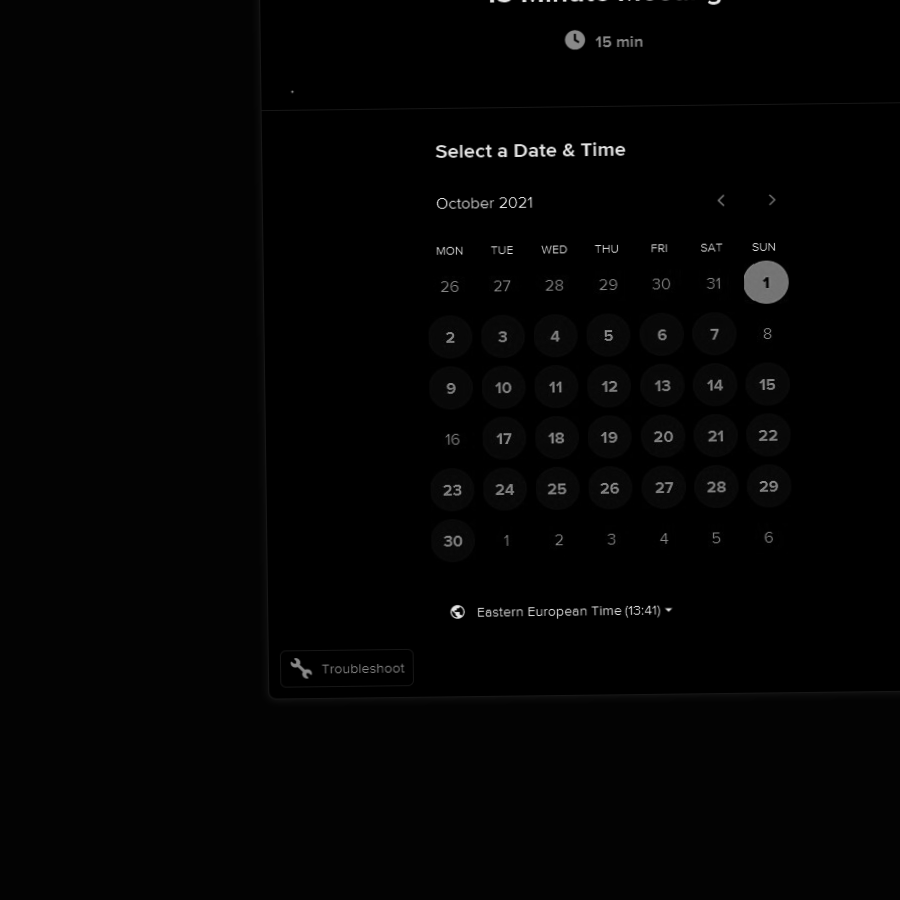 15 Minute Meeting
15 min
Select a Date & Time
October 2021
MON TUE WED THU FRI SAT SUN
26 27 28 29 30 31 1
2 3 4 5 6 7 8
9 10 11 12 13 14 15
16 17 18 19 20 21 22
23 24 25 26 27 28 29
30 1 2 3 4 5 6
Eastern European Time (13:41)
Troubleshoot